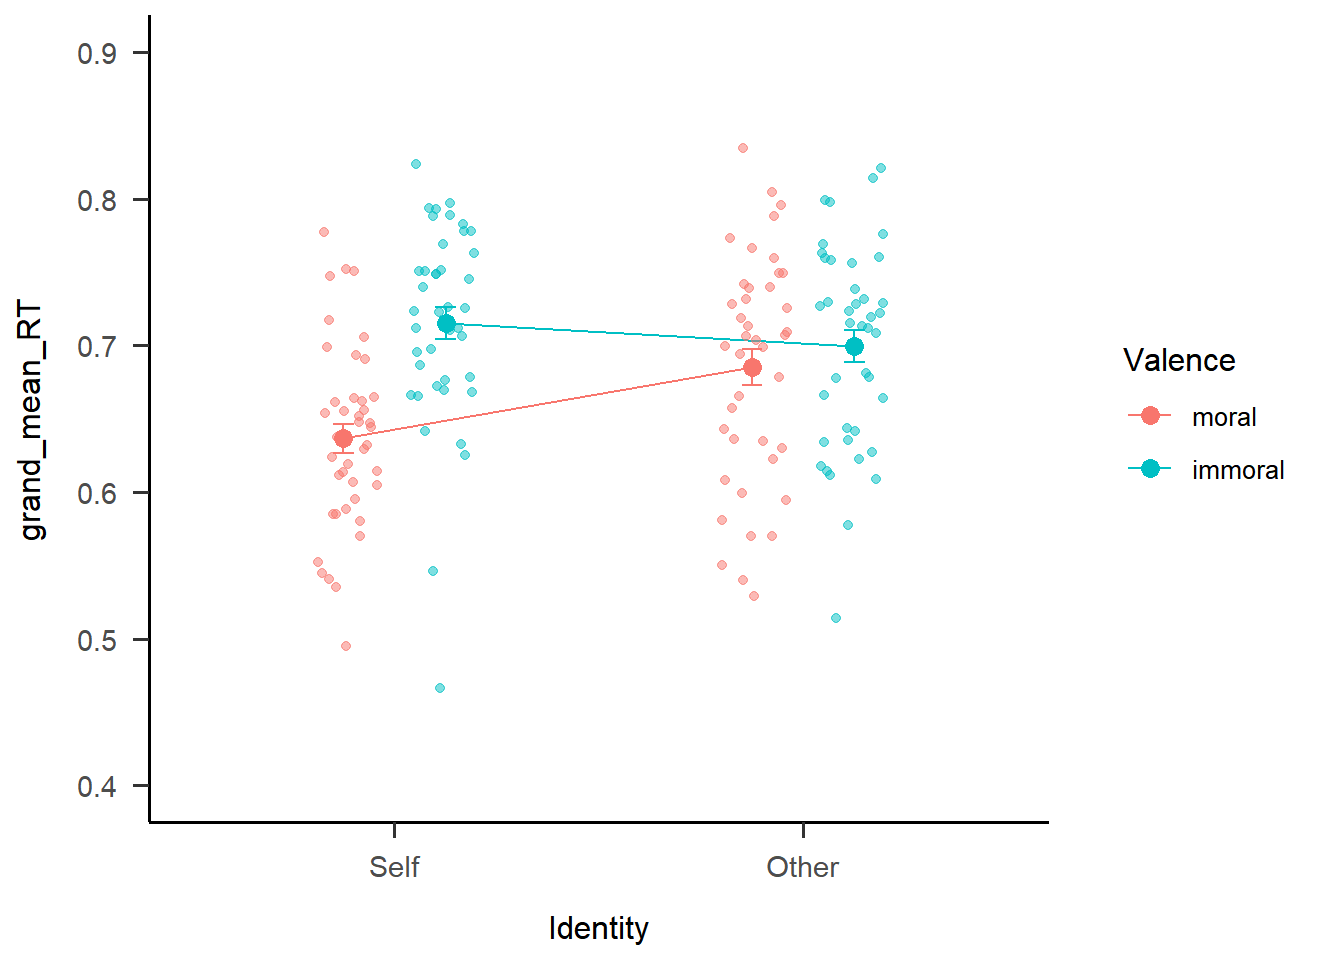 grand_mean_RT
0.9
0.8
0.7
0.6
0.5
0.4
Self
Other
Identity
Valence
moral
immoral